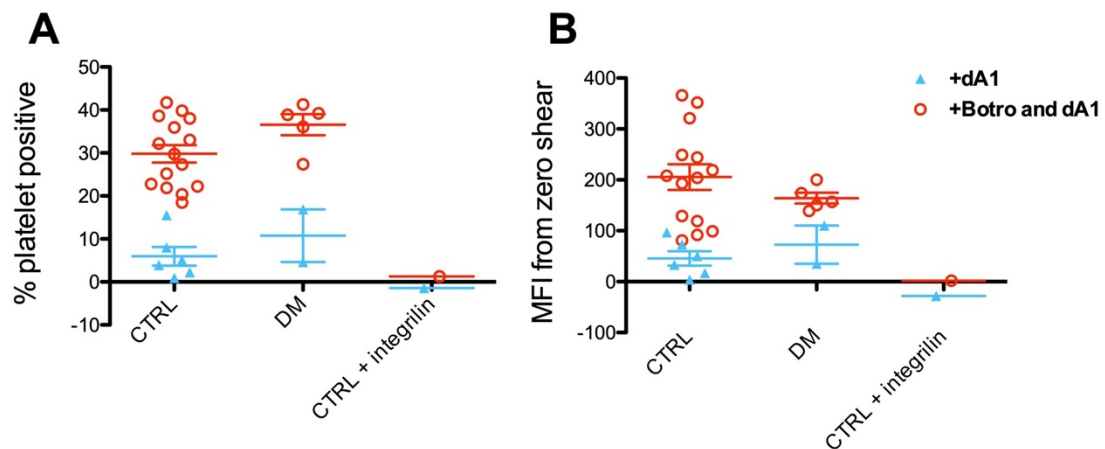 A
% platelet positive
50
40
30
20
10
0
-10
CTRL
DM
CTRL + integrilin
B
MFI from zero shear
400
300
200
100
0
-100
CTRL
DM
CTRL + integrilin
+dA1
+Botro and dA1